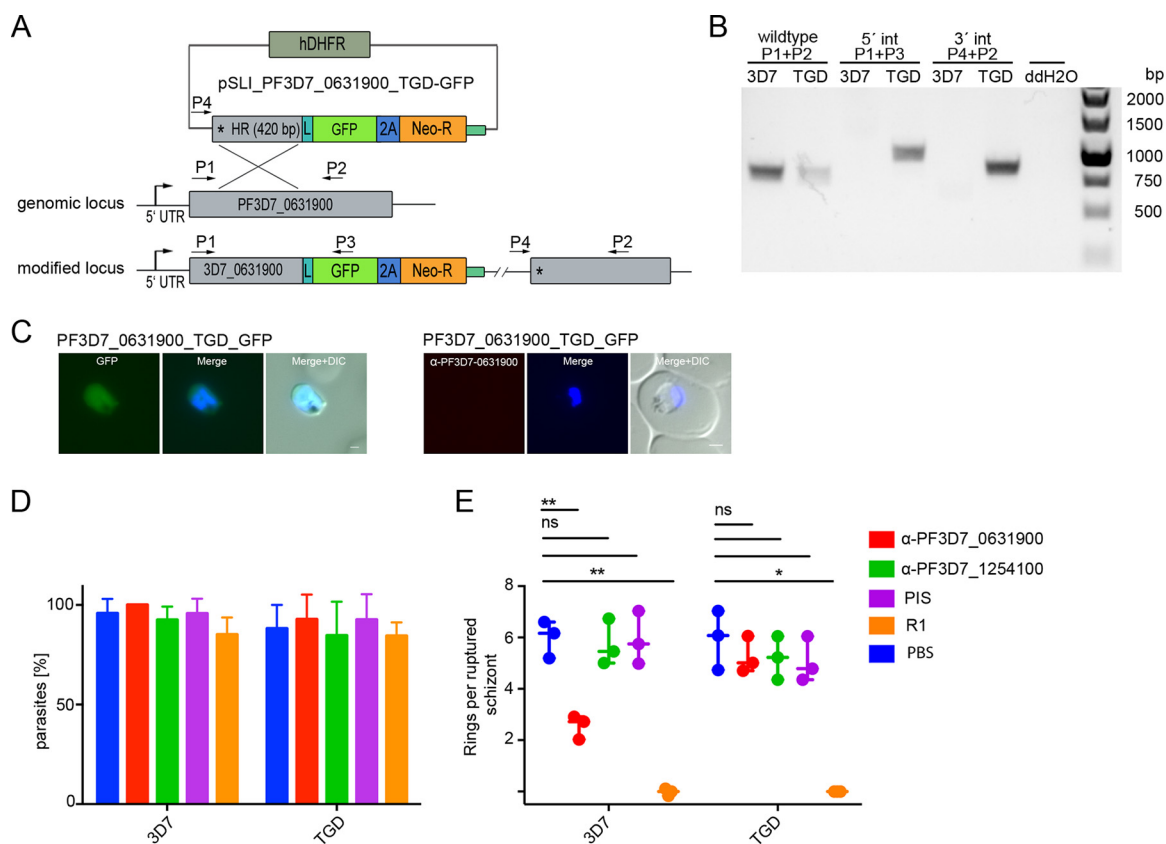 A
hDHFR
pSLI_PF3D7_0631900_TGD-GFP
P4
* HR (420 bp) L GFP 2A Neo-R
P1 P2
genomic locus
5' UTR
PF3D7_0631900
P1 P3 P4 P2
modified locus
5' UTR
3D7_0631900 L GFP 2A Neo-R *
B
wildtype 5´ int 3´ int
P1+P2 P1+P3 P4+P2
3D7 TGD 3D7 TGD 3D7 TGD ddH2O bp
2000
1500
1000
750
500
C
PF3D7_0631900_TGD_GFP
GFP Merge Merge+DIC
PF3D7_0631900_TGD_GFP
α-PF3D7-0631900 Merge Merge+DIC
D
parasites [%]
100
50
0
3D7 TGD
E
** ns
ns
** *
Rings per ruptured
schizont
8
6
4
2
3D7 TGD
α-PF3D7_0631900
α-PF3D7_1254100
PIS
R1
PBS